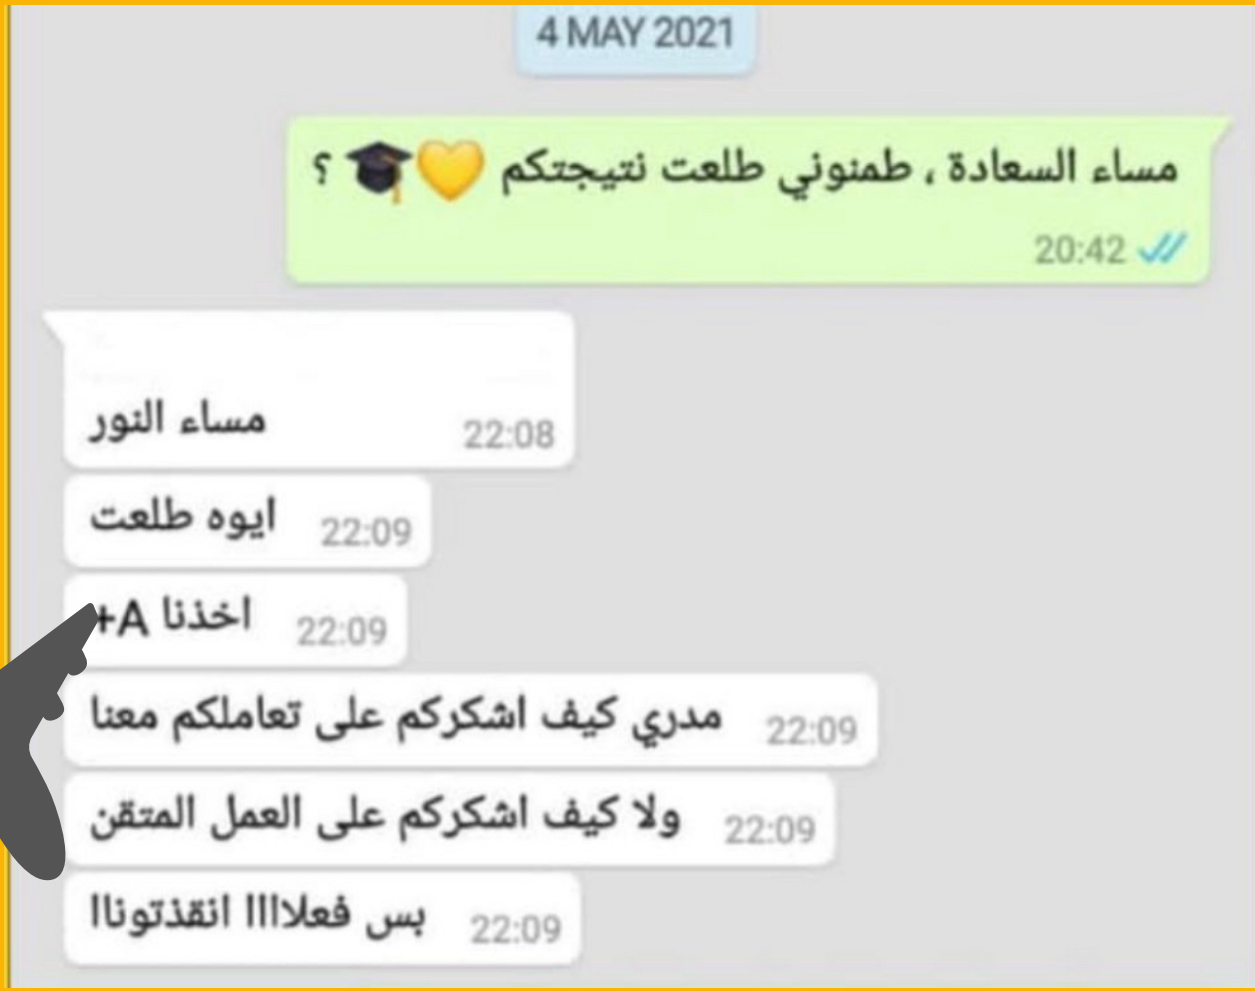 4 MAY 2021
مساء السعادة ، طمنوني طلعت نتيجتكم 💛🎓 ؟
20:42
مساء النور
22:08
ايوه طلعت 22:09
اخذنا A+ 22:09
مدري كيف اشكركم على تعاملكم معنا 22:09
ولا كيف اشكركم على العمل المتقن 22:09
بس فعلاااا انقذتوناا 22:09